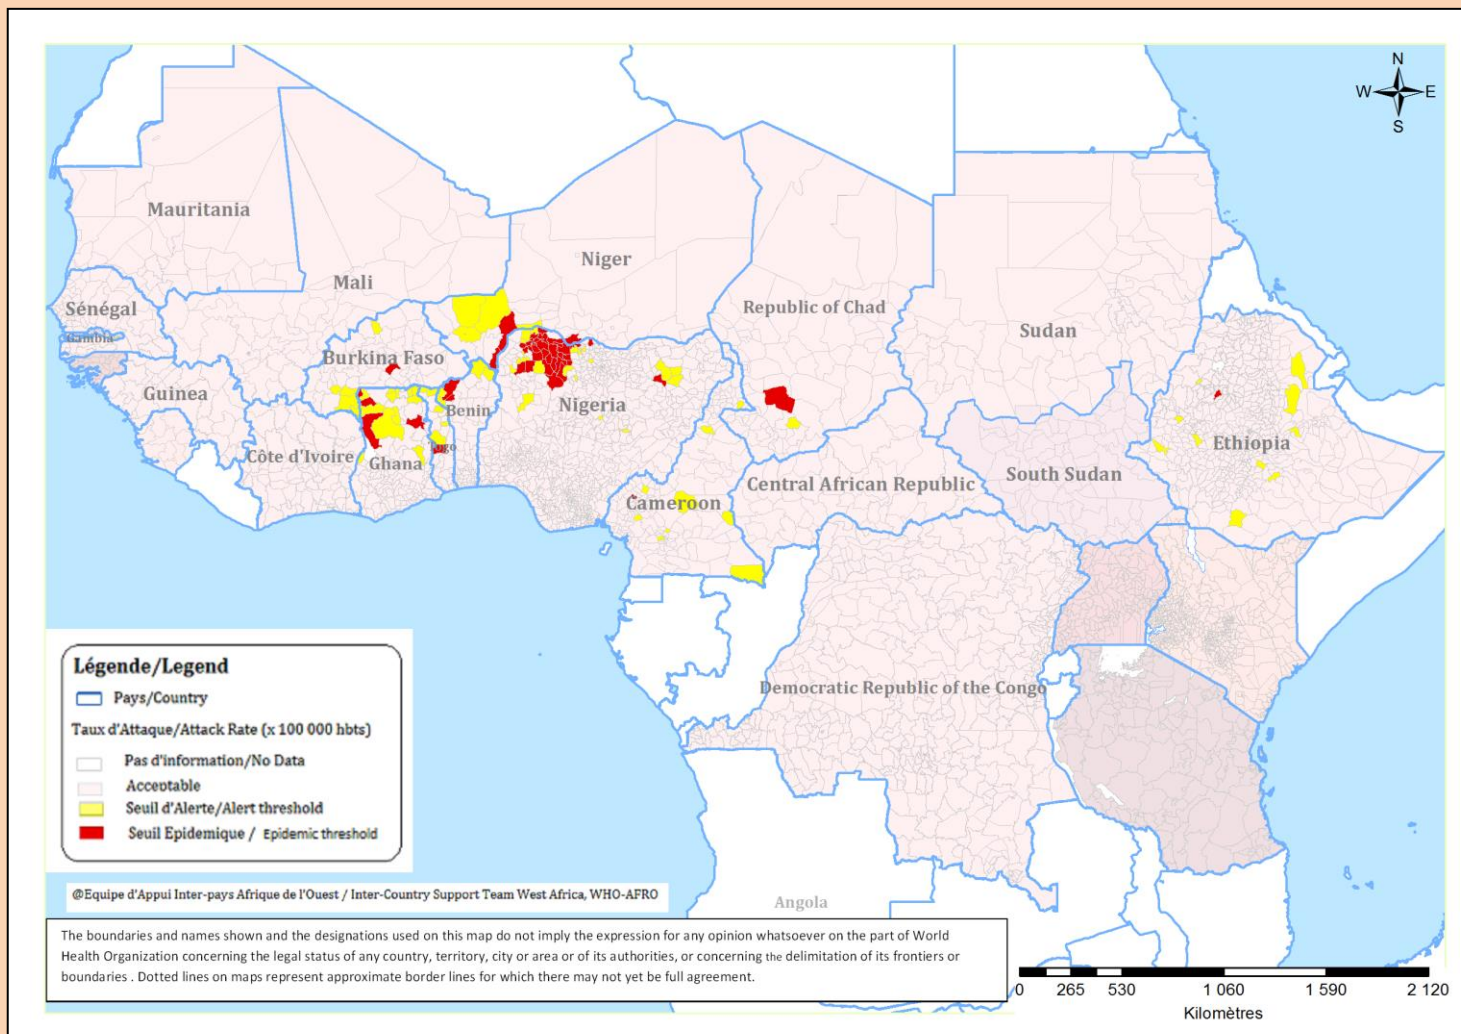 N
W E
S
Mauritania
Niger
Mali
Republic of Chad
Sénégal
Sudan
Gambia
Burkina Faso
Guinea
Benin
Nigeria
Ethiopia
Côte d'Ivoire
Ghana
Togo
South Sudan
Central African Republic
Cameroon
Democratic Republic of the Congo
Angola
Légende/Legend
Pays/Country
Taux d'Attaque/Attack Rate (x 100 000 hbts)
Pas d'information/No Data
Acceptable
Seuil d'Alerte/Alert threshold
Seuil Epidemique / Epidemic threshold
@Equipe d'Appui Inter-pays Afrique de l'Ouest / Inter-Country Support Team West Africa, WHO-AFRO
The boundaries and names shown and the designations used on this map do not imply the expression for any opinion whatsoever on the part of World
Health Organization concerning the legal status of any country, territory, city or area or of its authorities, or concerning the delimitation of its frontiers or
boundaries . Dotted lines on maps represent approximate border lines for which there may not yet be full agreement.
0 265 530 1 060 1 590 2 120
Kilomètres